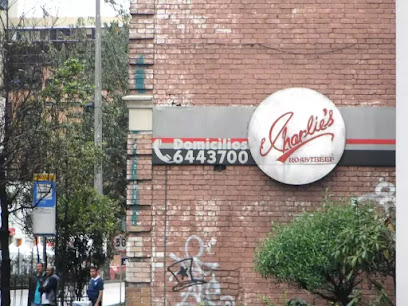 Domicilios
6443700
Charlie's
ROASTBEEF